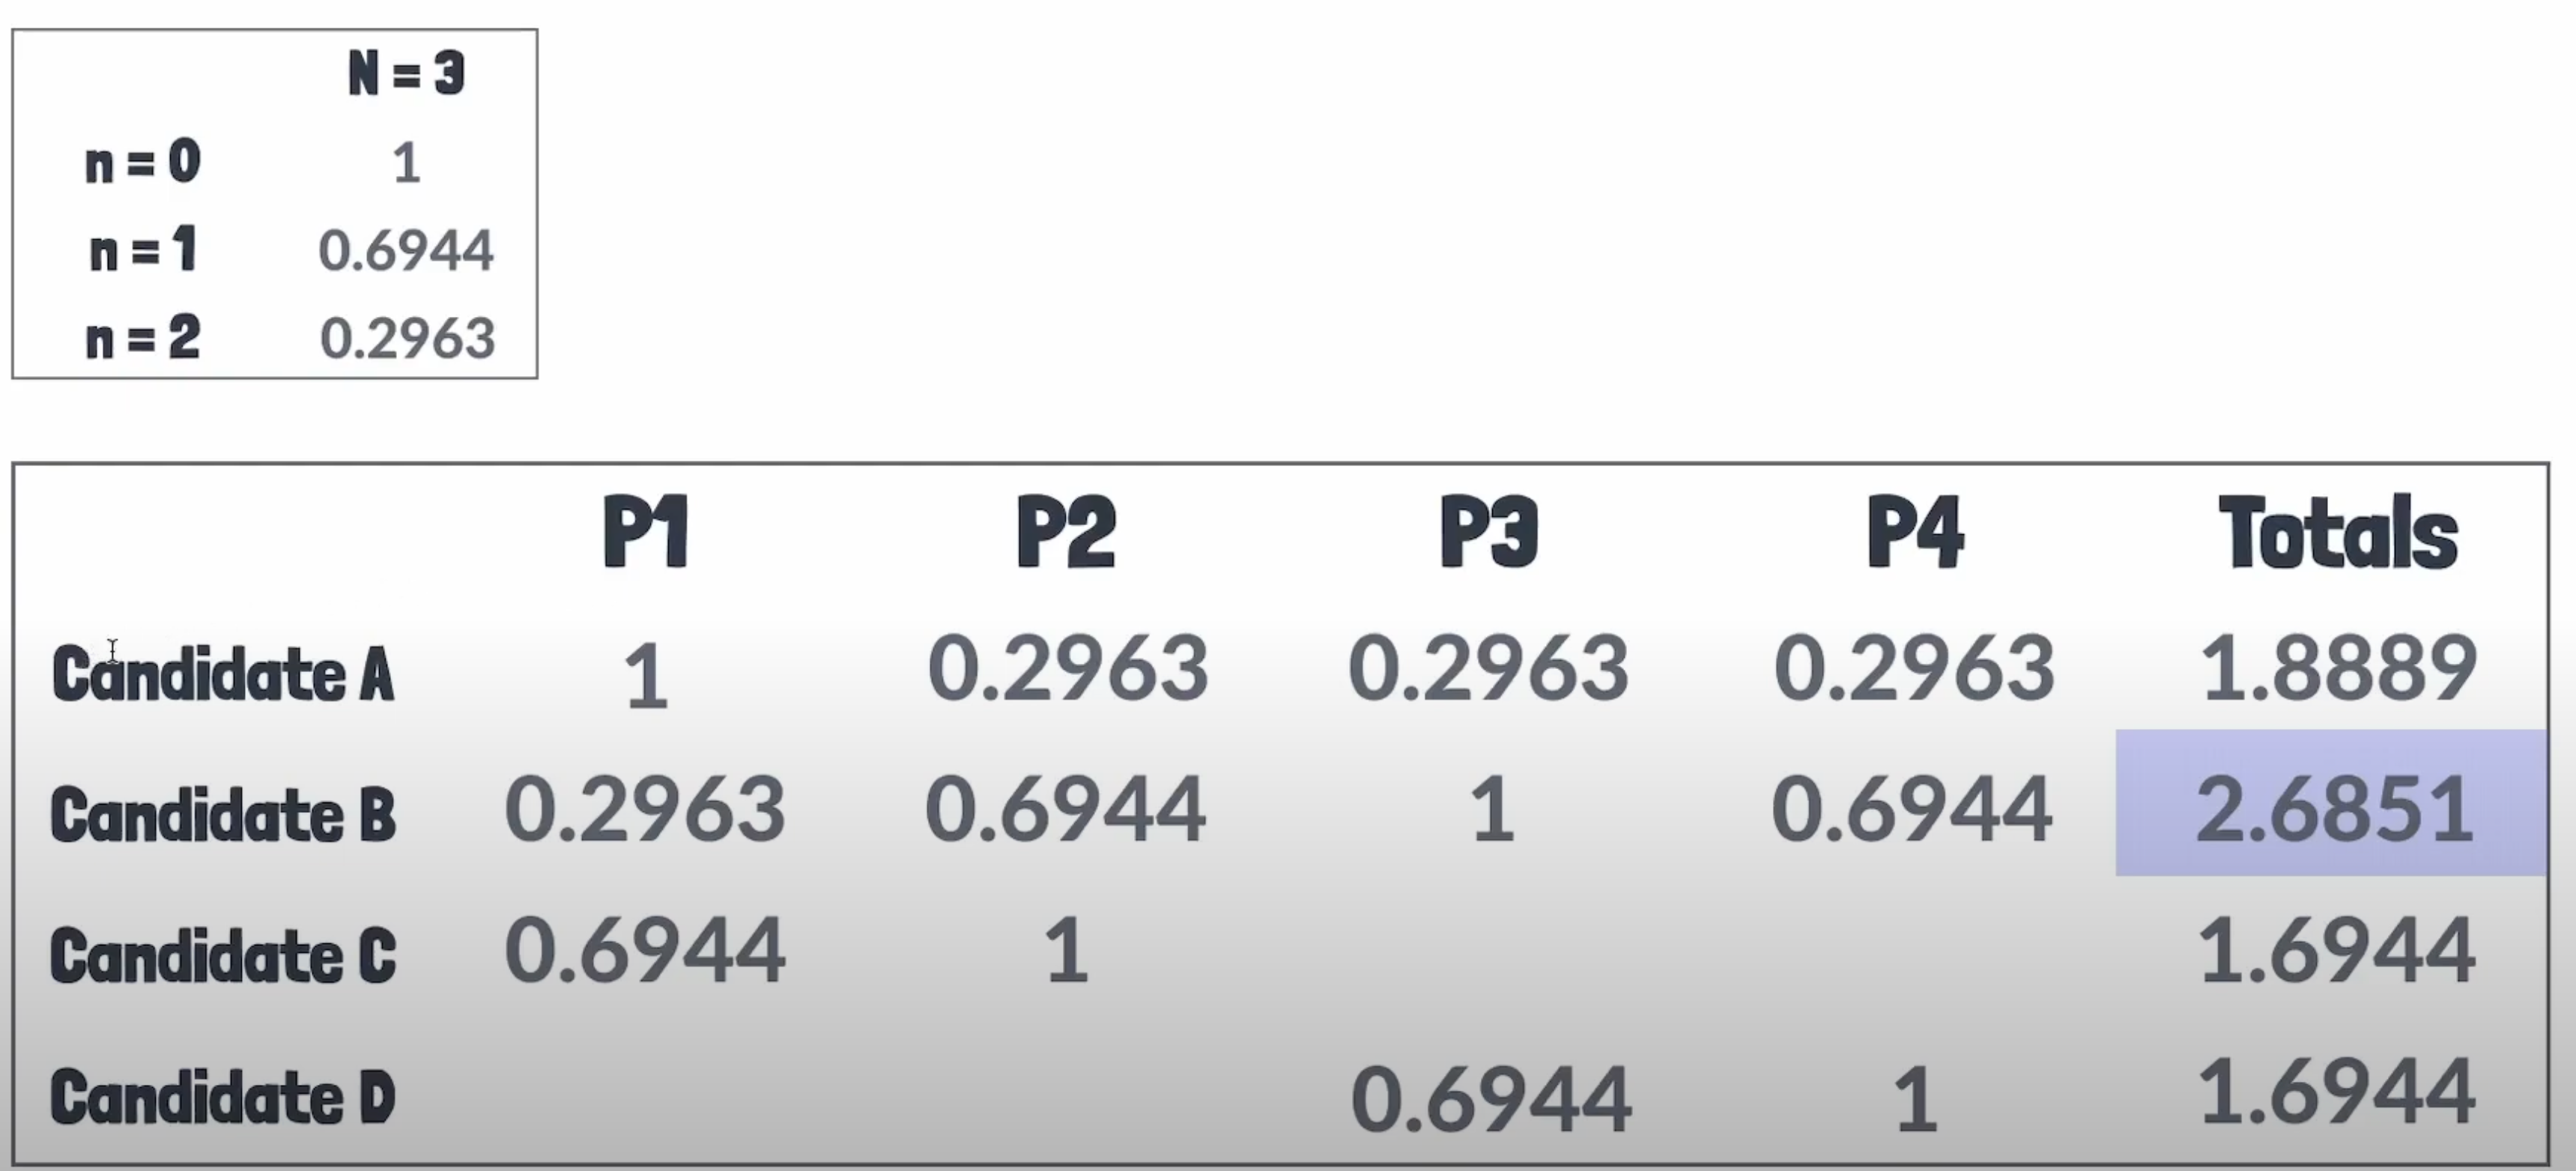 N = 3
n = 0 1
n = 1 0.6944
n = 2 0.2963
P1 P2 P3 P4 Totals
Candidate A 1 0.2963 0.2963 0.2963 1.8889
Candidate B 0.2963 0.6944 1 0.6944 2.6851
Candidate C 0.6944 1 1.6944
Candidate D 0.6944 1 1.6944